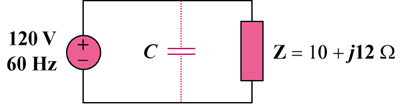 120 V
60 Hz
+
−
C
Z = 10 + j12 Ω